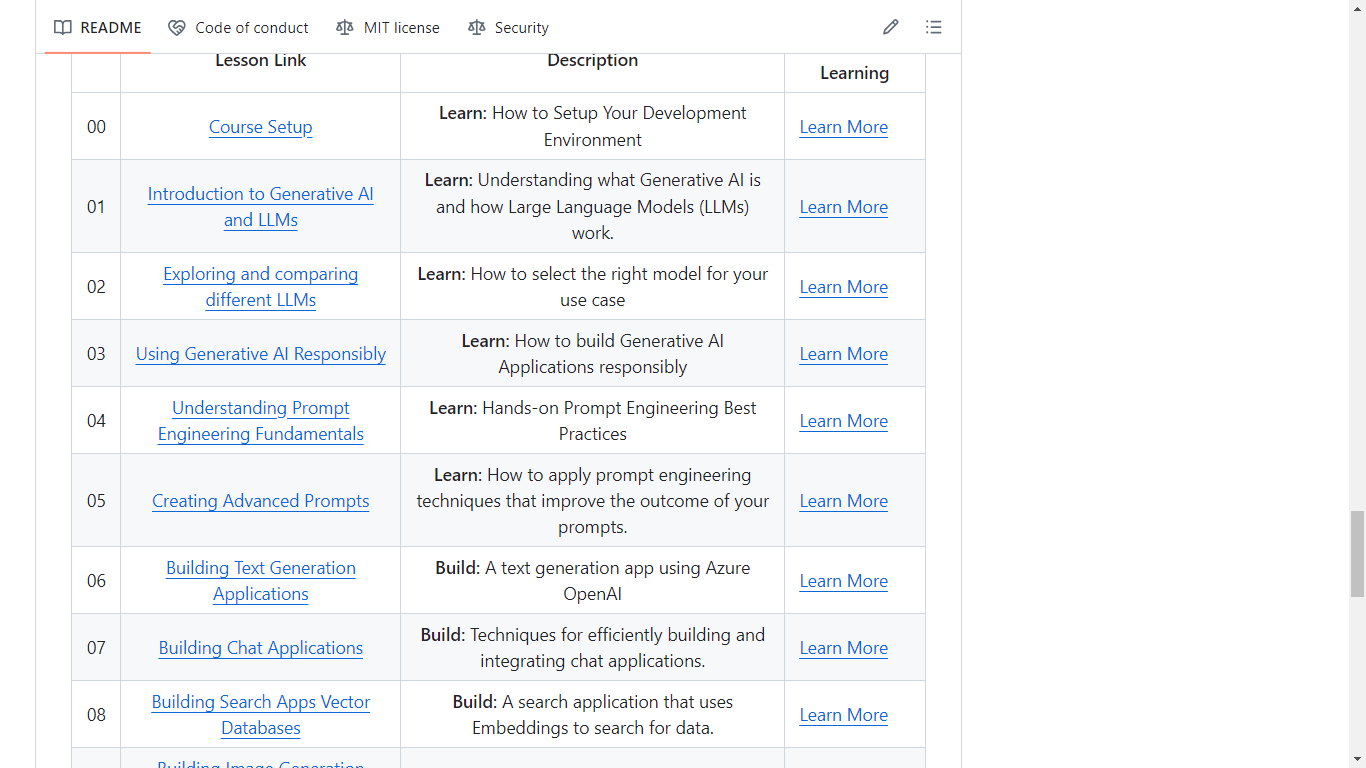 README Code of conduct MIT license Security
Lesson Link Description
Learning
00 Course Setup Learn: How to Setup Your Development Environment Learn More
01 Introduction to Generative AI and LLMs Learn: Understanding what Generative AI is and how Large Language Models (LLMs) work. Learn More
02 Exploring and comparing different LLMs Learn: How to select the right model for your use case Learn More
03 Using Generative AI Responsibly Learn: How to build Generative AI Applications responsibly Learn More
04 Understanding Prompt Engineering Fundamentals Learn: Hands-on Prompt Engineering Best Practices Learn More
05 Creating Advanced Prompts Learn: How to apply prompt engineering techniques that improve the outcome of your prompts. Learn More
06 Building Text Generation Applications Build: A text generation app using Azure OpenAI Learn More
07 Building Chat Applications Build: Techniques for efficiently building and integrating chat applications. Learn More
08 Building Search Apps Vector Databases Build: A search application that uses Embeddings to search for data. Learn More
Building Image Generation